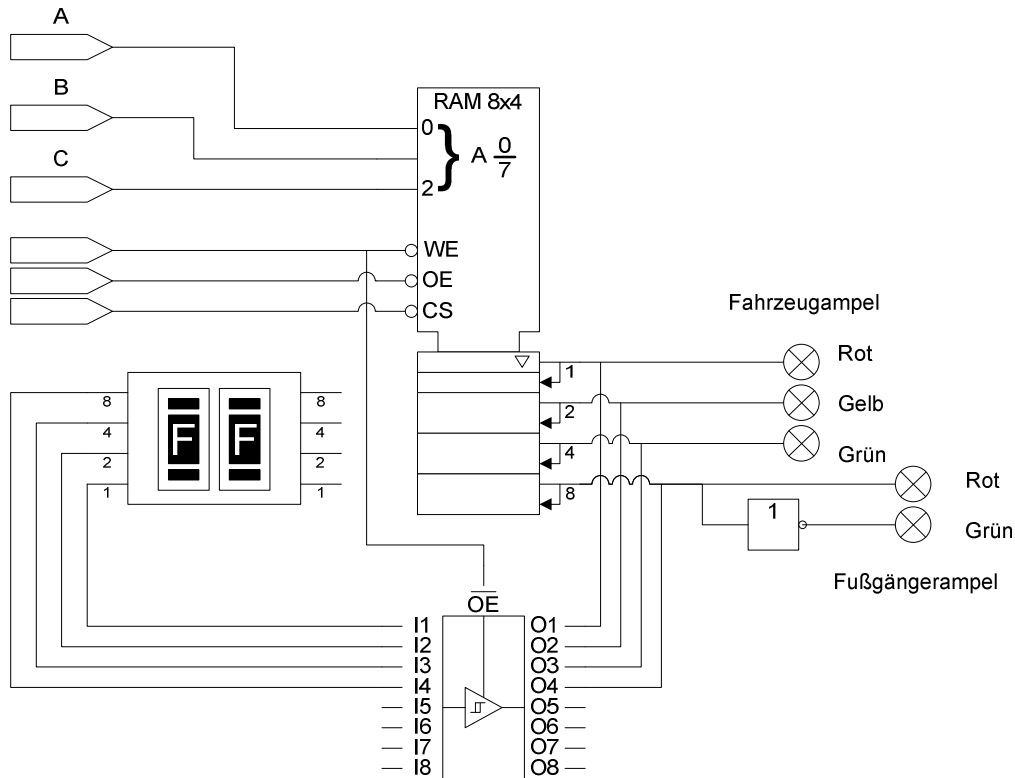 A
B
C
RAM 8x4
0
2
A 0/7
WE
OE
CS
Fahrzeugampel
1 Rot
2 Gelb
4 Grün
8 Rot
1
Grün
Fußgängerampel
8 F F 8
4 4
2 2
1 1
OE
I1 O1
I2 O2
I3 O3
I4 O4
I5 O5
I6 O6
I7 O7
I8 O8